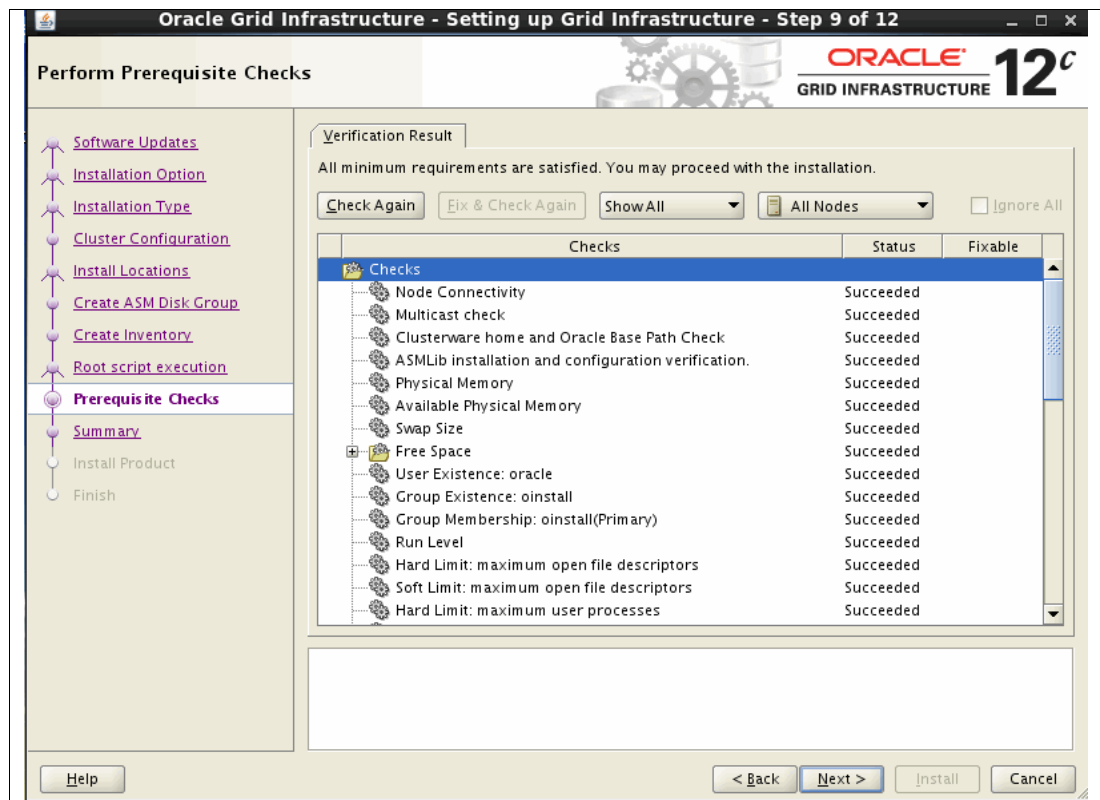 Oracle Grid Infrastructure - Setting up Grid Infrastructure - Step 9 of 12
Perform Prerequisite Checks
ORACLE
GRID INFRASTRUCTURE
12c
Software Updates
Installation Option
Installation Type
Cluster Configuration
Install Locations
Create ASM Disk Group
Create Inventory
Root script execution
Prerequisite Checks
Summary
Install Product
Finish
Verification Result
All minimum requirements are satisfied. You may proceed with the installation.
Check Again Fix & Check Again Show All All Nodes Ignore All
Checks Status Fixable
Checks
Node Connectivity Succeeded
Multicast check Succeeded
Clusterware home and Oracle Base Path Check Succeeded
ASMLib installation and configuration verification. Succeeded
Physical Memory Succeeded
Available Physical Memory Succeeded
Swap Size Succeeded
Free Space Succeeded
User Existence: oracle Succeeded
Group Existence: oinstall Succeeded
Group Membership: oinstall(Primary) Succeeded
Run Level Succeeded
Hard Limit: maximum open file descriptors Succeeded
Soft Limit: maximum open file descriptors Succeeded
Hard Limit: maximum user processes Succeeded
Help < Back Next > Install Cancel